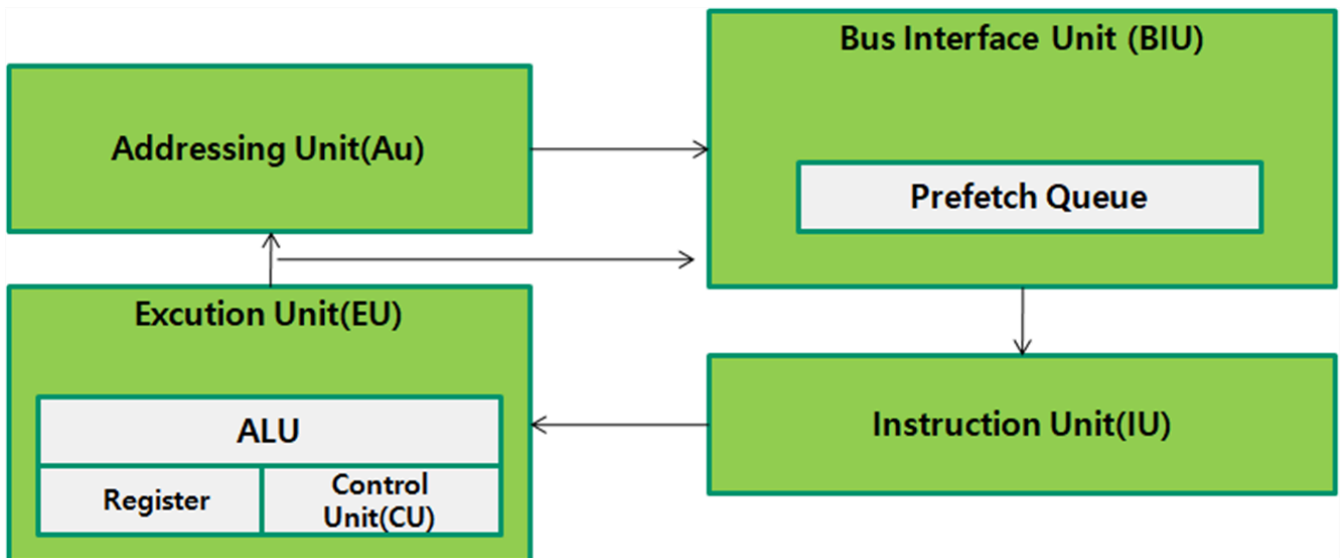 Bus Interface Unit (BIU)
Addressing Unit(Au)
Prefetch Queue
Excution Unit(EU)
ALU
Register
Control
Unit(CU)
Instruction Unit(IU)